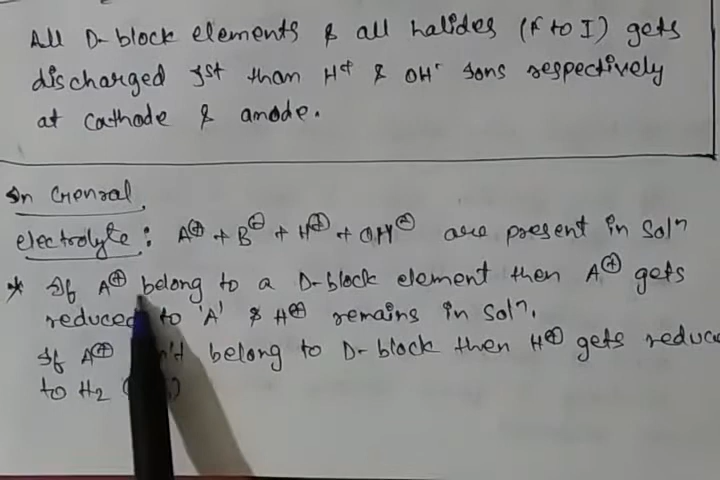 All D-block elements & all halides (F to I) gets
discharged 1st than H⊕ & OH⁻ Ions respectively
at cathode & anode.
In General,
electrolyte: A⊕ + B⊖ + H⊕ + OH⊖ are present in Solⁿ
* If A⊕ belong to a D-block element then A⊕ gets
reduced to 'A' & H⊕ remains in Solⁿ.
If A⊕ belong to D-block then H⊕ gets reduc
to H₂